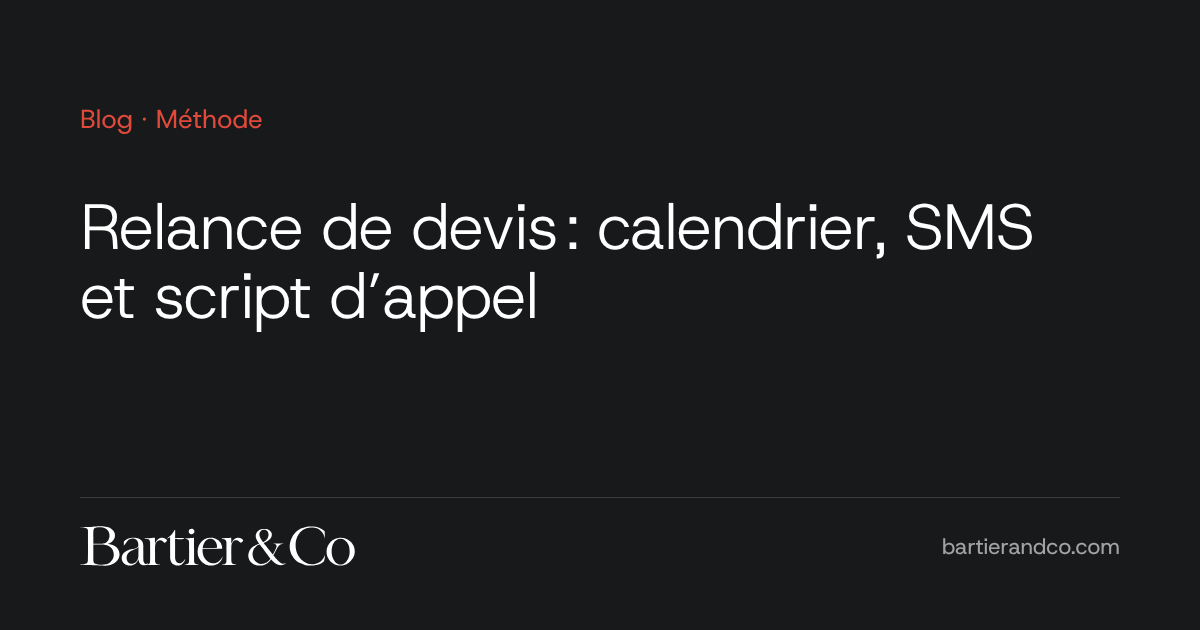 Blog · Méthode
Relance de devis : calendrier, SMS
et script d’appel
Bartier & Co
bartierandco.com